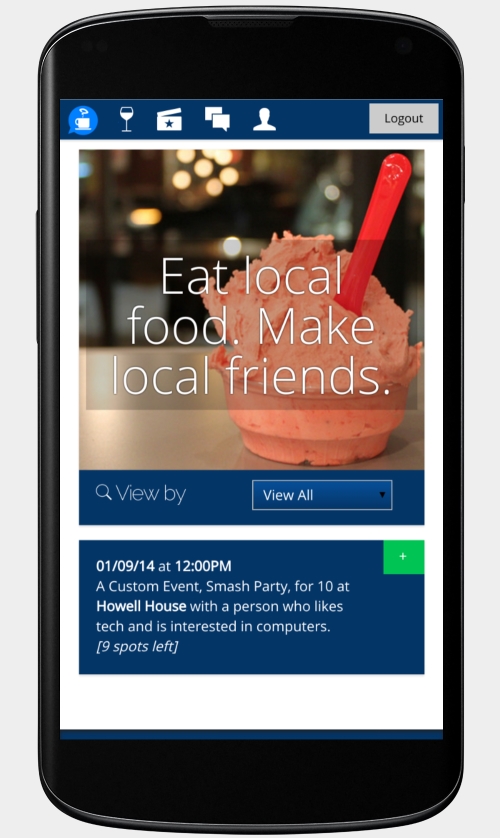 Logout
Eat local
food. Make
local friends.
View by
View All
+
01/09/14 at 12:00PM
A Custom Event, Smash Party, for 10 at
Howell House with a person who likes
tech and is interested in computers.
[9 spots left]